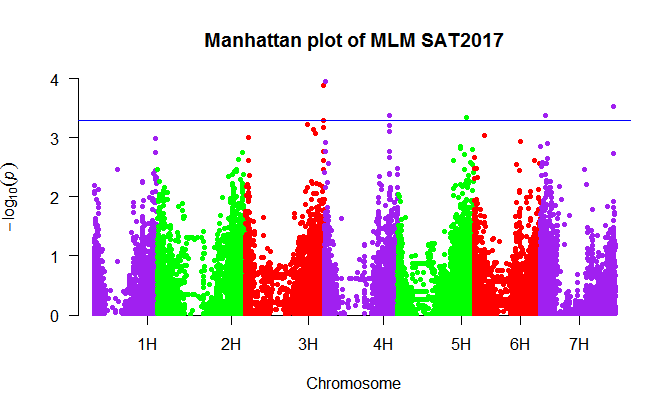 Manhattan plot of MLM SAT2017
−log10(p)
4
3
2
1
0
1H 2H 3H 4H 5H 6H 7H
Chromosome